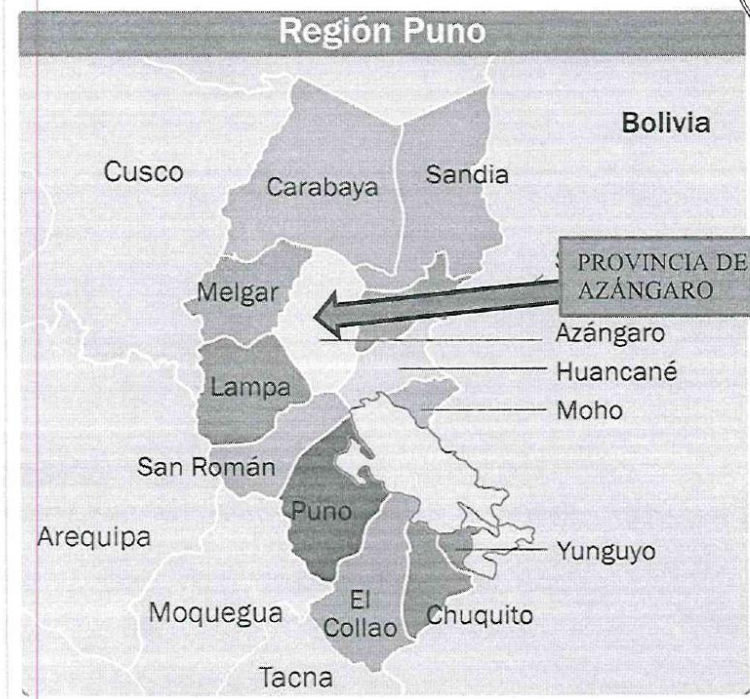 Región Puno
Bolivia
Cusco
Carabaya
Sandia
PROVINCIA DE
AZÁNGARO
Melgar
Azángaro
Huancané
Lampa
Moho
San Román
Puno
Arequipa
Yunguyo
El
Collao
Chuquito
Moquegua
Tacna